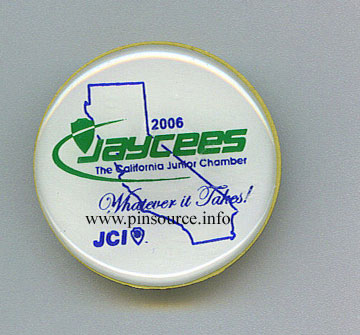 2006
Jaycees
The California Junior Chamber
Whatever it Takes!
www.pinsource.info
JCI